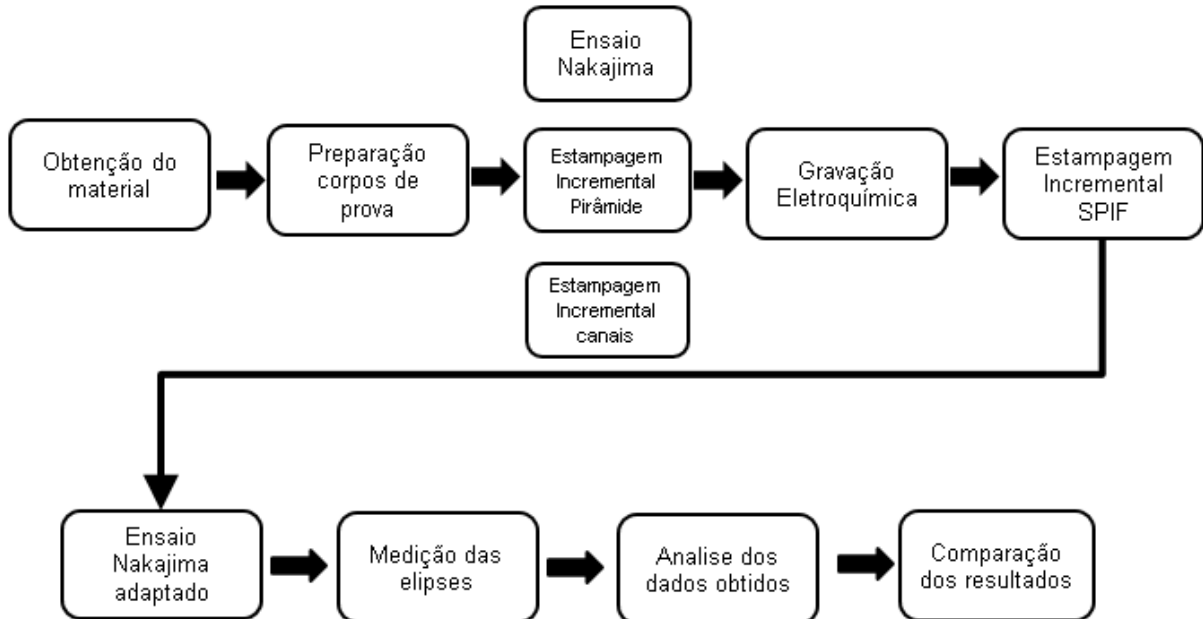 Ensaio
Nakajima
Obtenção do
material
Preparação
corpos de
prova
Estampagem
Incremental
Pirâmide
Gravação
Eletroquímica
Estampagem
Incremental
SPIF
Estampagem
Incremental
canais
Ensaio
Nakajima
adaptado
Medição das
elipses
Analise dos
dados obtidos
Comparação
dos resultados